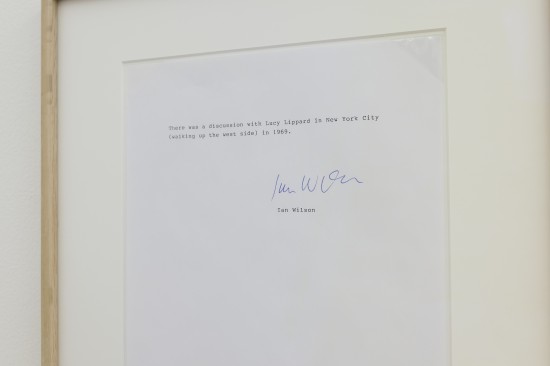 There was a discussion with Lucy Lippard in New York City
(walking up the west side) in 1968.
Ian Wilson
Ian Wilson